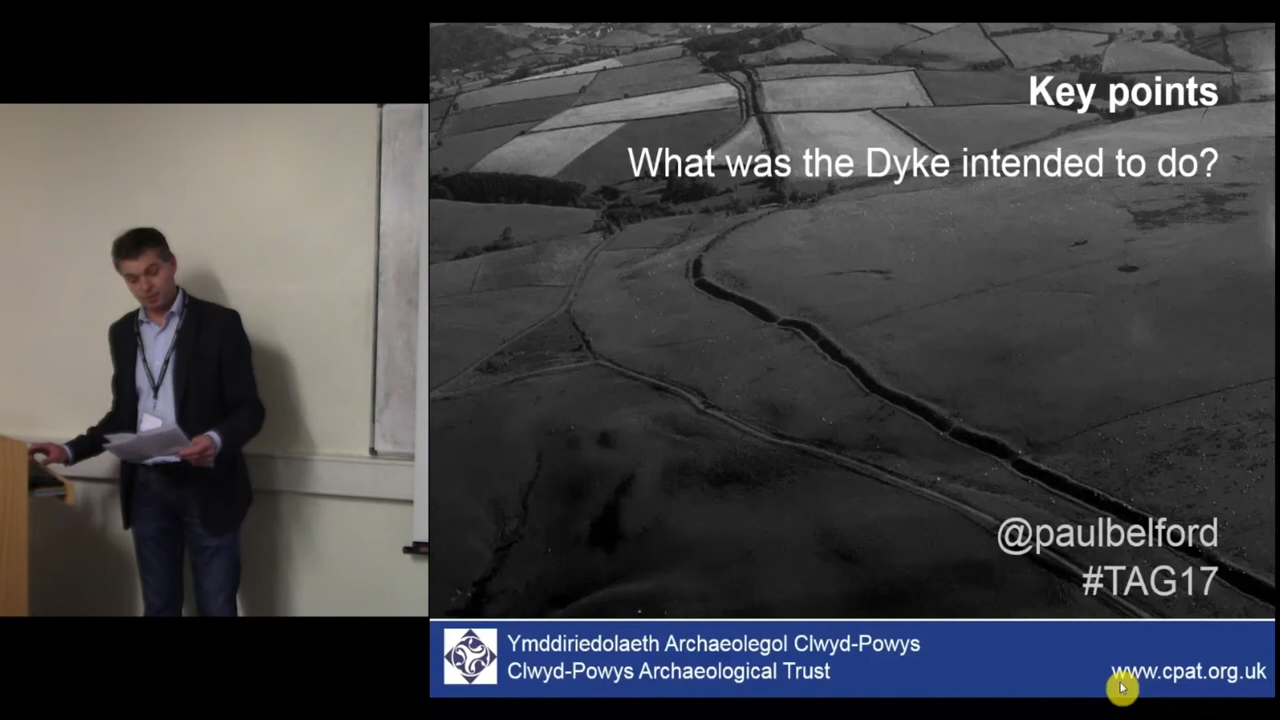 Key points
What was the Dyke intended to do?
@paulbelford
#TAG17
Ymddiriedolaeth Archaeolegol Clwyd-Powys
Clwyd-Powys Archaeological Trust
www.cpat.org.uk